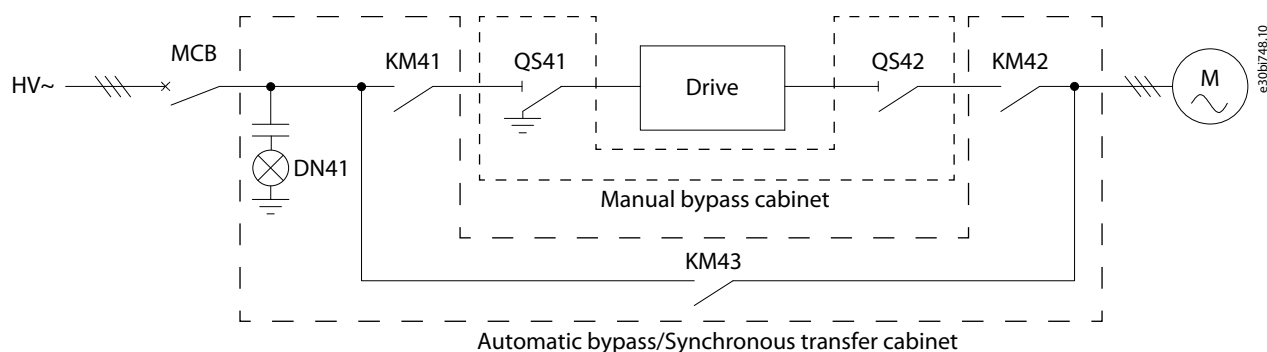 MCB
KM41
QS41
QS42
KM42
HV~
Drive
M
DN41
Manual bypass cabinet
KM43
Automatic bypass/Synchronous transfer cabinet
e30bi748.10